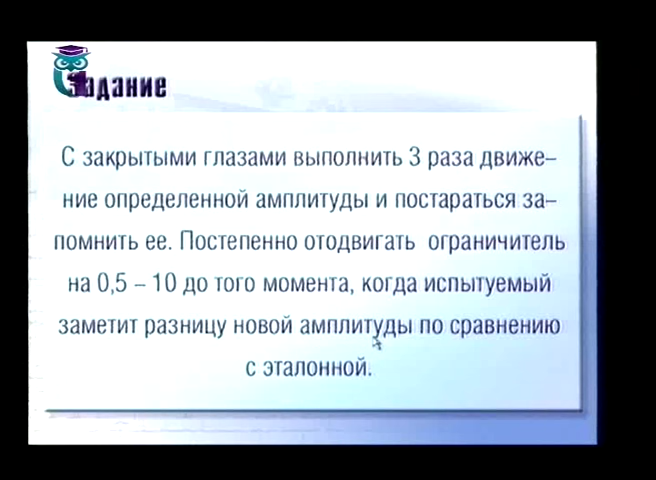 Задание
С закрытыми глазами выполнить 3 раза движе–
ние определенной амплитуды и постараться за–
помнить ее. Постепенно отодвигать ограничитель
на 0,5 – 10 до того момента, когда испытуемый
заметит разницу новой амплитуды по сравнению
с эталонной.